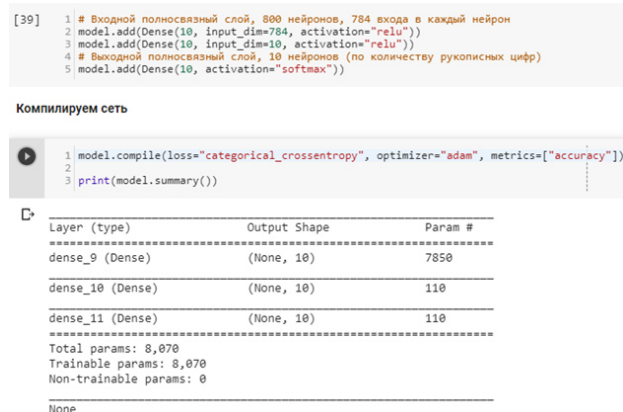 [39]
1 # Входной полносвязный слой, 800 нейронов, 784 входа в каждый нейрон
2 model.add(Dense(10, input_dim=784, activation="relu"))
3 model.add(Dense(10, input_dim=10, activation="relu"))
4 # Выходной полносвязный слой, 10 нейронов (по количеству рукописных цифр)
5 model.add(Dense(10, activation="softmax"))
Компилируем сеть
1 model.compile(loss="categorical_crossentropy", optimizer="adam", metrics=["accuracy"])
2
3 print(model.summary())
Layer (type) Output Shape Param #
dense_9 (Dense) (None, 10) 7850
dense_10 (Dense) (None, 10) 110
dense_11 (Dense) (None, 10) 110
Total params: 8,070
Trainable params: 8,070
Non-trainable params: 0
None